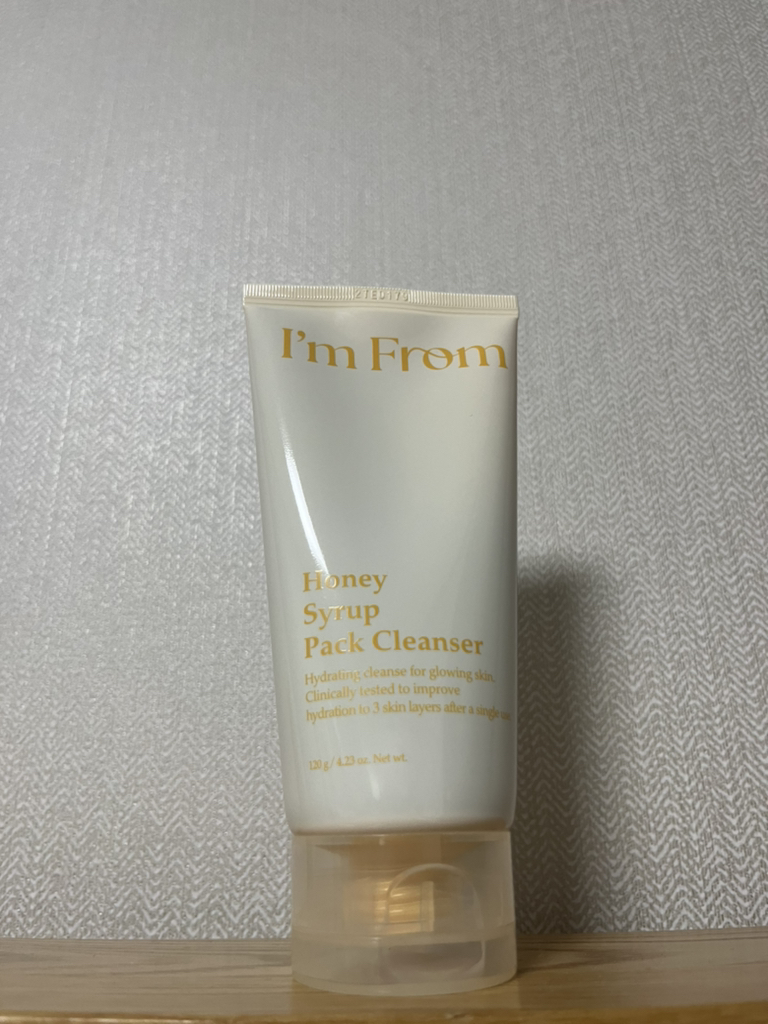 I'm From
Honey
Syrup
Pack Cleanser
Hydrating cleanse for glowing skin.
Clinically tested to improve
hydration to 3 skin layers after a single
120 g / 4.23 oz. Net wt.